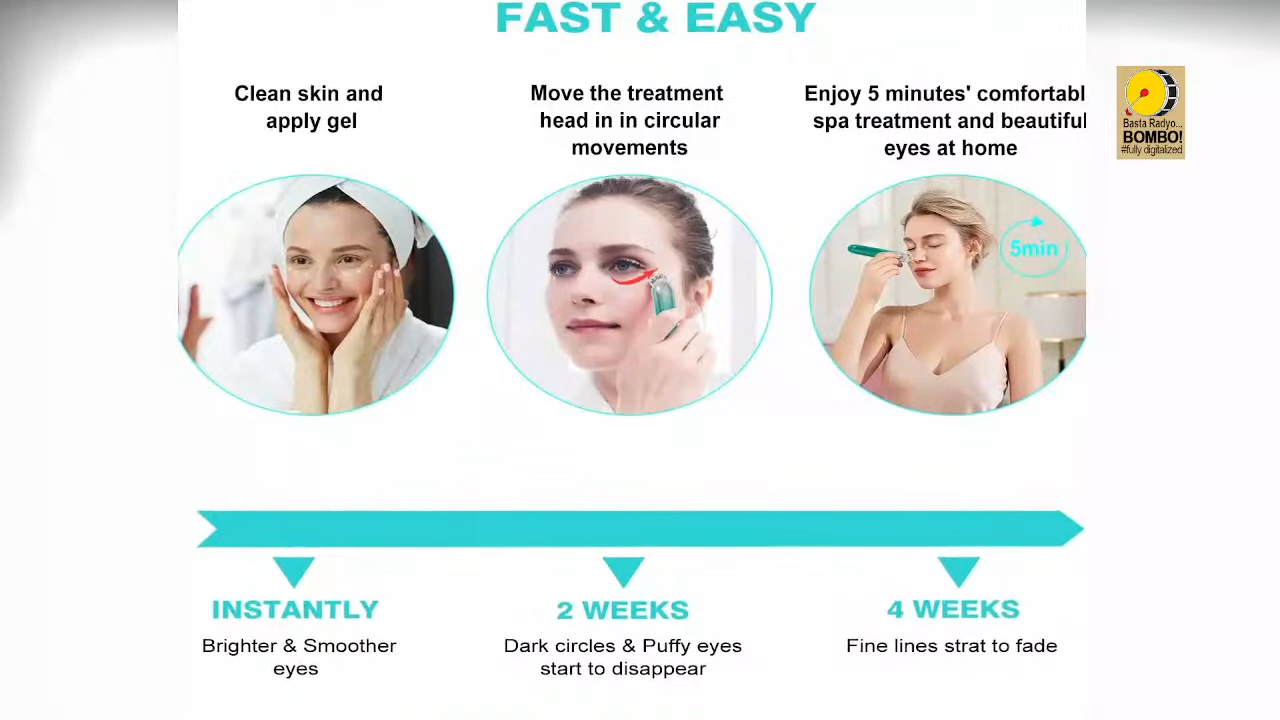 FAST & EASY
Clean skin and
apply gel
Move the treatment
head in in circular
movements
Enjoy 5 minutes' comfortabl
spa treatment and beautiful
eyes at home
5min
Basta Radyo...
BOMBO!
#fully digitalized
INSTANTLY
Brighter & Smoother
eyes
2 WEEKS
Dark circles & Puffy eyes
start to disappear
4 WEEKS
Fine lines strat to fade